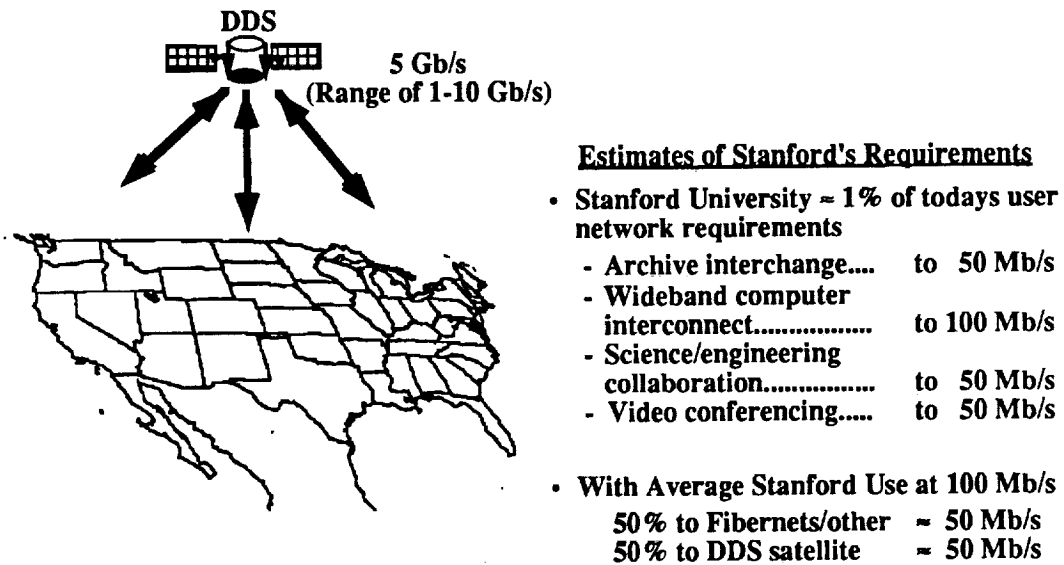 DDS
5 Gb/s
(Range of 1-10 Gb/s)
Estimates of Stanford's Requirements
• Stanford University ≈ 1% of todays user
network requirements
- Archive interchange.... to 50 Mb/s
- Wideband computer
interconnect................. to 100 Mb/s
- Science/engineering
collaboration................ to 50 Mb/s
- Video conferencing..... to 50 Mb/s
• With Average Stanford Use at 100 Mb/s
50% to Fibernets/other ≈ 50 Mb/s
50% to DDS satellite ≈ 50 Mb/s